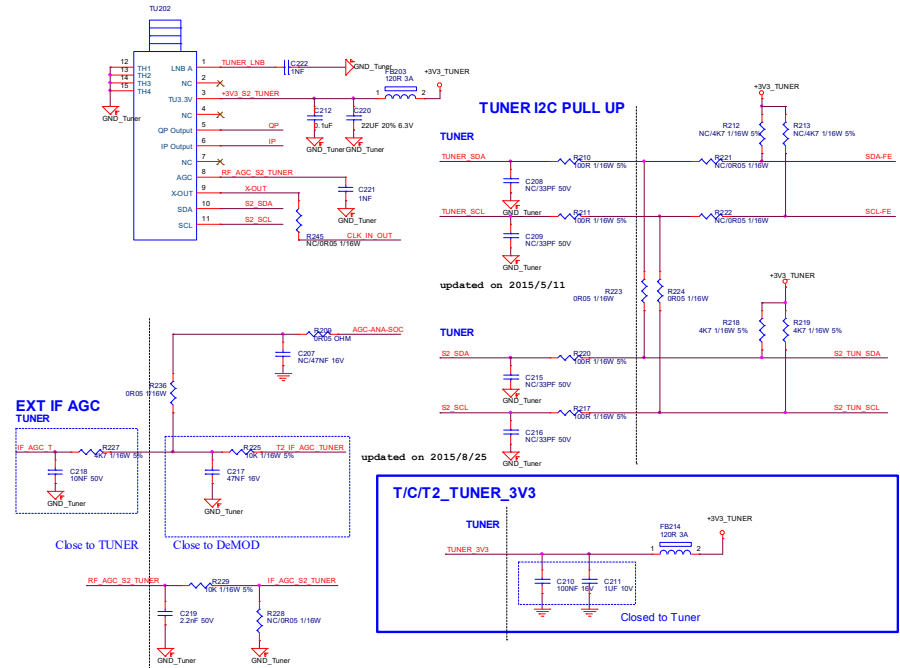 TU202
12 TH1
13 TH2
14 TH3
15 TH4
GND_Tuner
LNB A 1 TUNER_LNB
NC 2
TU3.3V 3 +3V3_S2_TUNER
NC 4
QP Output 5 QP
IP Output 6 IP
NC 7
AGC 8 RF_AGC_S2_TUNER
X-OUT 9 X-OUT
SDA 10 S2_SDA
SCL 11 S2_SCL
C222
1NF
GND_Tuner
FB203
120R 3A
1 2
+3V3_TUNER
C212
0.1uF
GND_Tuner
C220
22UF 20% 6.3V
GND_Tuner
C221
1NF
GND_Tuner
R245
NC/0R05 1/16W
CLK_IN_OUT
TUNER I2C PULL UP
TUNER
+3V3_TUNER
R212
NC/4K7 1/16W 5%
R213
NC/4K7 1/16W 5%
TUNER_SDA
R210
100R 1/16W 5%
R221
NC/0R05 1/16W
SDA-FE
C208
NC/33PF 50V
GND_Tuner
TUNER_SCL
R211
100R 1/16W 5%
R222
NC/0R05 1/16W
SCL-FE
C209
NC/33PF 50V
GND_Tuner
updated on 2015/5/11
R223
0R05 1/16W
R224
0R05 1/16W
+3V3_TUNER
R218
4K7 1/16W 5%
R219
4K7 1/16W 5%
TUNER
S2_SDA
R220
100R 1/16W 5%
S2_TUN_SDA
C215
NC/33PF 50V
GND_Tuner
S2_SCL
R217
100R 1/16W 5%
S2_TUN_SCL
C216
NC/33PF 50V
GND_Tuner
updated on 2015/8/25
R209
0R05 OHM
AGC-ANA-SOC
C207
NC/47NF 16V
R236
0R05 1/16W
EXT IF AGC
TUNER
IF_AGC_T
R227
4K7 1/16W 5%
C218
10NF 50V
GND_Tuner
R225
10K 1/16W 5%
T2_IF_AGC_TUNER
C217
47NF 16V
GND_Tuner
Close to TUNER
Close to DeMOD
RF_AGC_S2_TUNER
R229
10K 1/16W 5%
IF_AGC_S2_TUNER
C219
2.2nF 50V
GND_Tuner
R228
NC/0R05 1/16W
GND_Tuner
T/C/T2_TUNER_3V3
TUNER
TUNER_3V3
FB214
120R 3A
1 2
+3V3_TUNER
C210
100NF 16V
C211
1UF 10V
Closed to Tuner